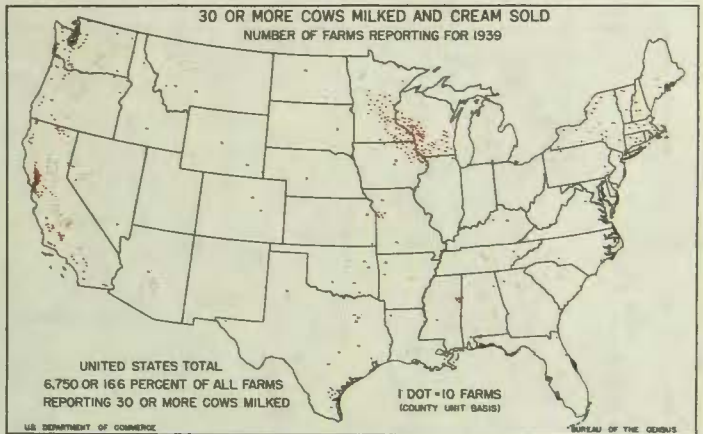 30 OR MORE COWS MILKED AND CREAM SOLD
NUMBER OF FARMS REPORTING FOR 1939
UNITED STATES TOTAL
6,750 OR 16.6 PERCENT OF ALL FARMS
REPORTING 30 OR MORE COWS MILKED
1 DOT = 10 FARMS
(COUNTY UNIT BASIS)
U.S. DEPARTMENT OF COMMERCE
BUREAU OF THE CENSUS